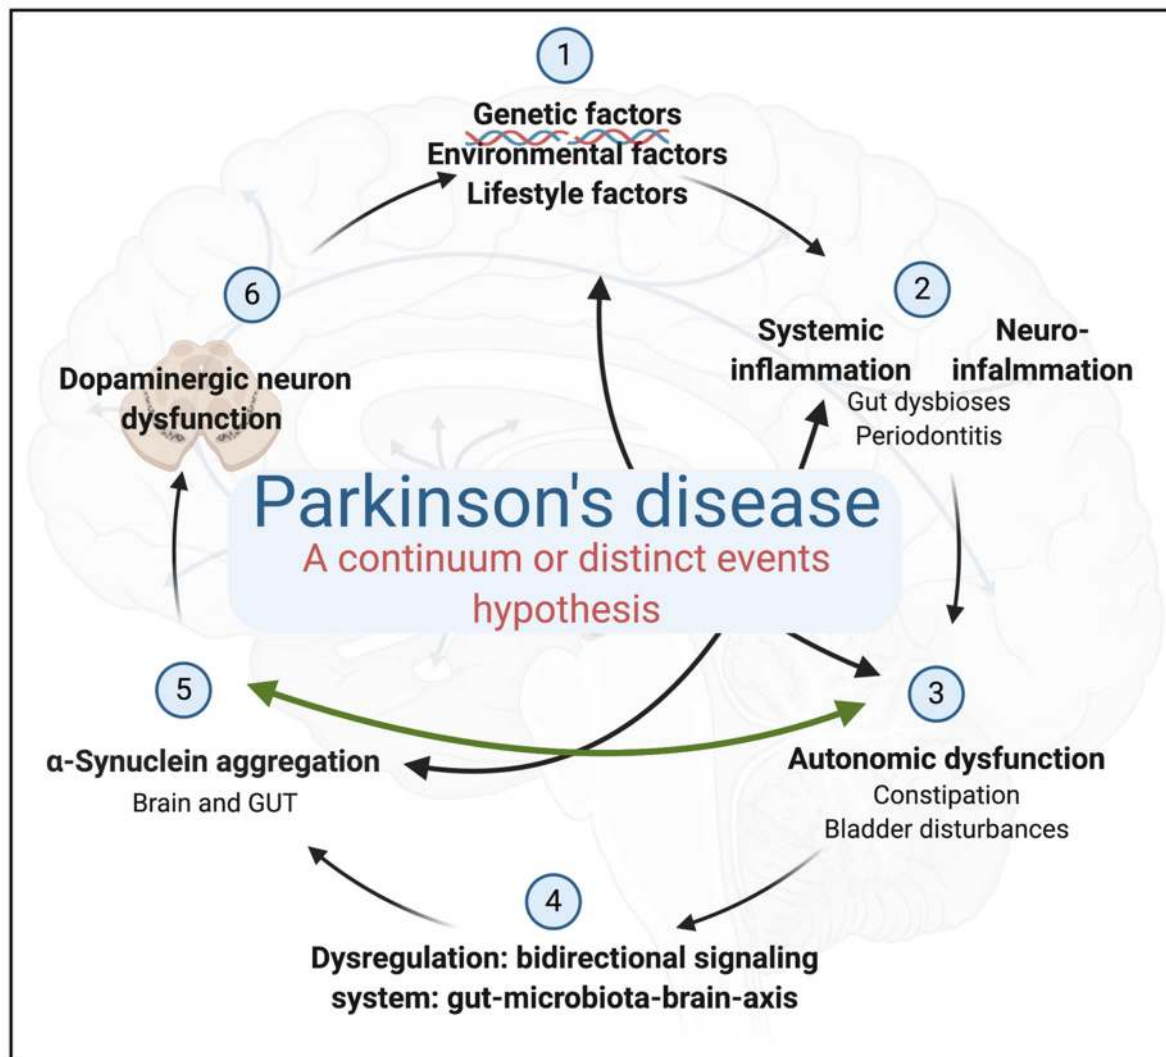 1
Genetic factors
Environmental factors
Lifestyle factors
2
Systemic
inflammation
Neuro-
infalmmation
Gut dysbioses
Periodontitis
6
Dopaminergic neuron
dysfunction
Parkinson's disease
A continuum or distinct events
hypothesis
3
Autonomic dysfunction
Constipation
Bladder disturbances
5
α-Synuclein aggregation
Brain and GUT
4
Dysregulation: bidirectional signaling
system: gut-microbiota-brain-axis